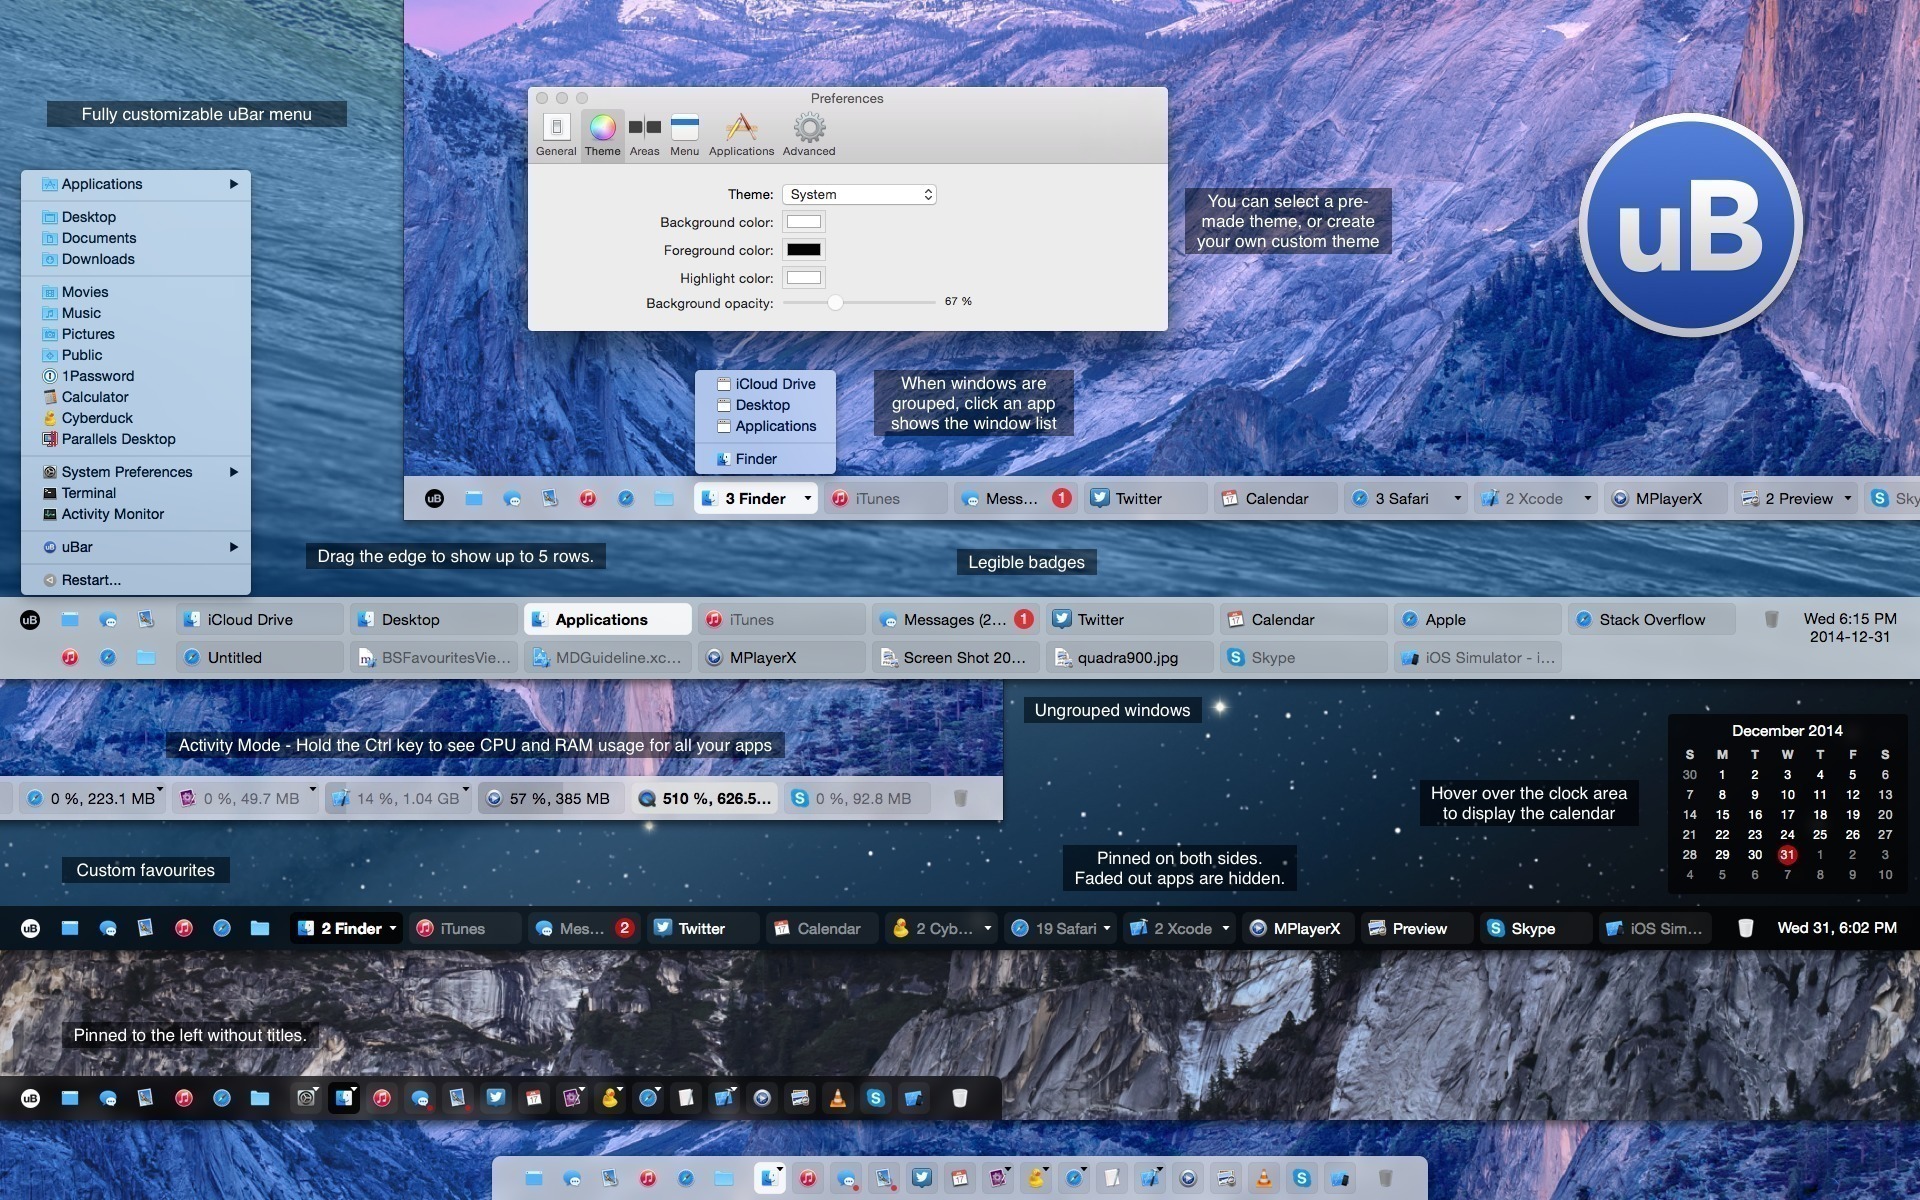 Fully customizable uBar menu
Applications
Desktop
Documents
Downloads
Movies
Music
Pictures
Public
1Password
Calculator
Cyberduck
Parallels Desktop
System Preferences
Terminal
Activity Monitor
uBar
Restart...
Preferences
General Theme Areas Menu Applications Advanced
Theme: System
Background color:
Foreground color:
Highlight color:
Background opacity: 67 %
You can select a pre-
made theme, or create
your own custom theme
uB
iCloud Drive
Desktop
Applications
Finder
When windows are
grouped, click an app
shows the window list
uB 3 Finder iTunes Mess... 1 Twitter 17 Calendar 3 Safari 2 Xcode MPlayerX 2 Preview Sky
Drag the edge to show up to 5 rows.
Legible badges
uB iCloud Drive Desktop Applications iTunes Messages (2... 1 Twitter 17 Calendar Apple Stack Overflow Wed 6:15 PM
2014-12-31
Untitled BSFavouritesVie... MDGuideline.xc... MPlayerX Screen Shot 20... quadra900.jpg Skype iOS Simulator - i...
Ungrouped windows
Activity Mode - Hold the Ctrl key to see CPU and RAM usage for all your apps
0 %, 223.1 MB 0 %, 49.7 MB 14 %, 1.04 GB 57 %, 385 MB 510 %, 626.5... 0 %, 92.8 MB
Hover over the clock area
to display the calendar
December 2014
S M T W T F S
30 1 2 3 4 5 6
7 8 9 10 11 12 13
14 15 16 17 18 19 20
21 22 23 24 25 26 27
28 29 30 31 1 2 3
4 5 6 7 8 9 10
Custom favourites
Pinned on both sides.
Faded out apps are hidden.
uB 2 Finder iTunes Mes... 2 Twitter 17 Calendar 2 Cyb... 19 Safari 2 Xcode MPlayerX Preview Skype iOS Sim... Wed 31, 6:02 PM
Pinned to the left without titles.
uB 17
17